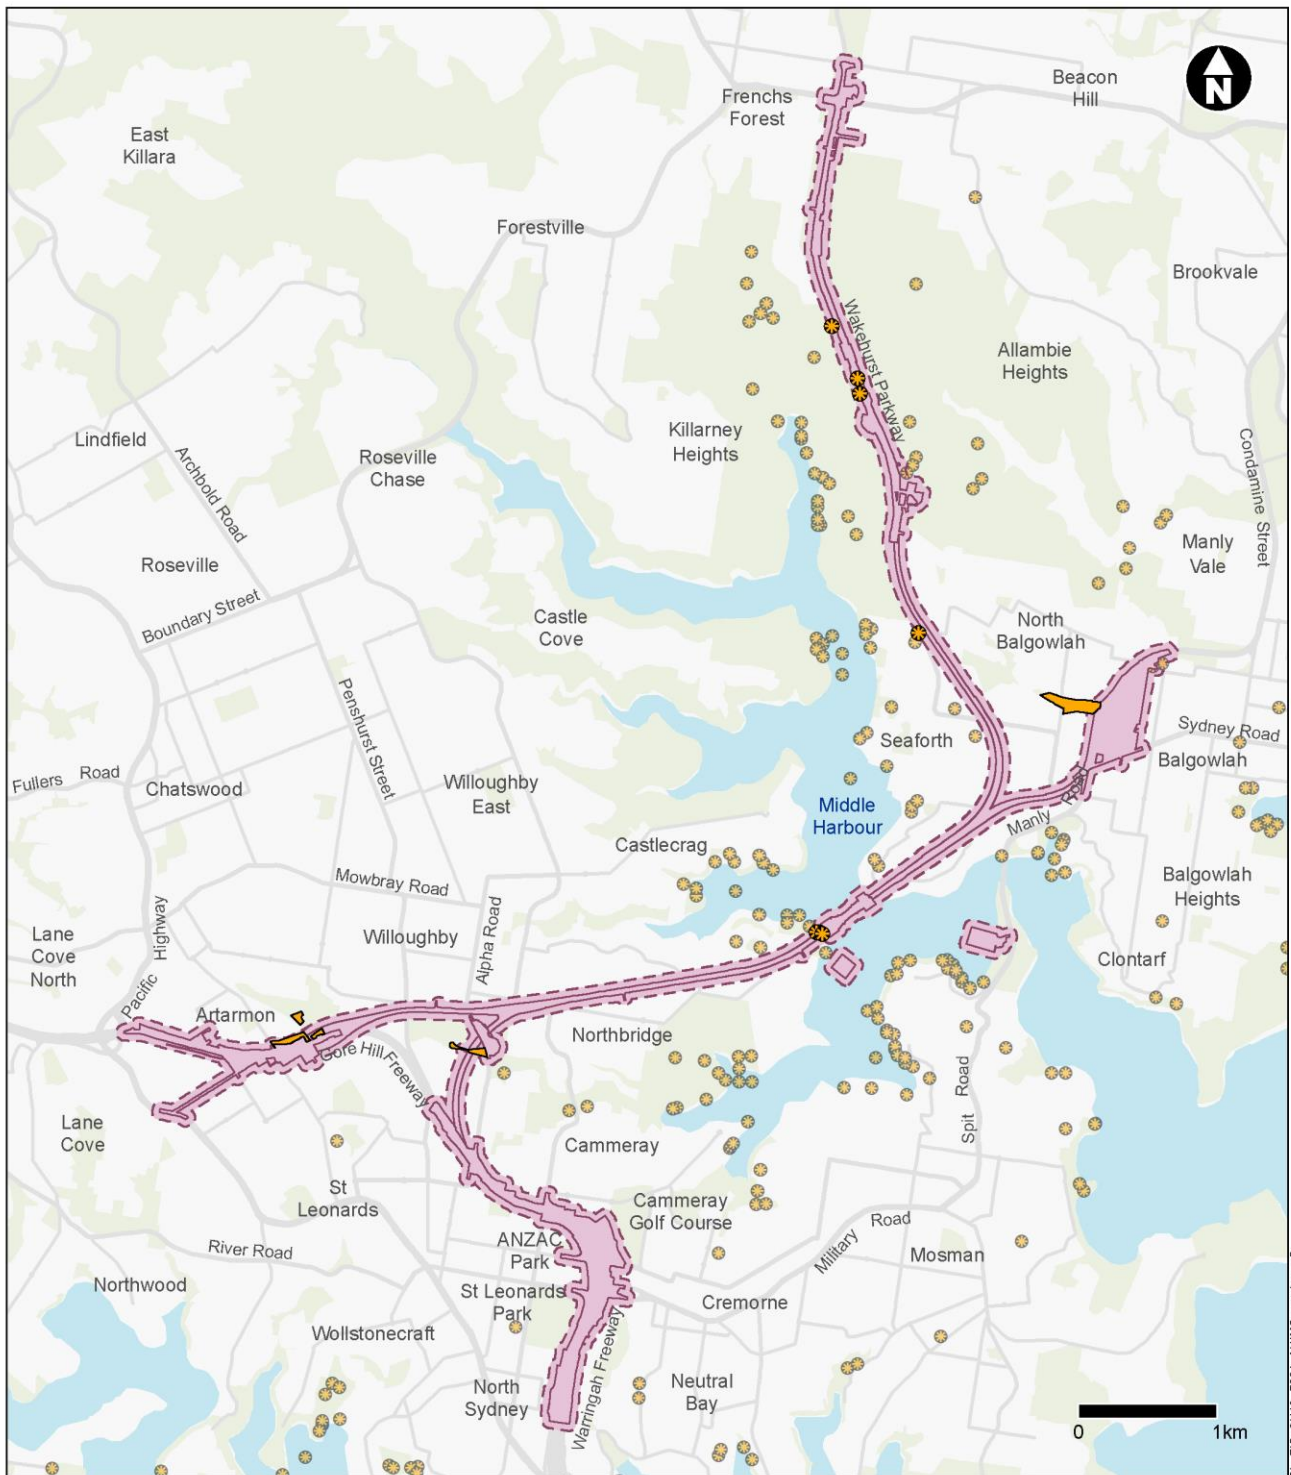 N
Beacon
Hill
Frenchs
Forest
East
Killara
Forestville
Brookvale
Wakehurst Parkway
Allambie
Heights
Lindfield
Killarney
Heights
Roseville
Chase
Archbold Road
Condamine Street
Manly
Vale
Roseville
Boundary Street
Castle
Cove
North
Balgowlah
Penshurst Street
Sydney Road
Seaforth
Balgowlah
Fullers Road
Chatswood
Willoughby
East
Middle
Harbour
Manly Road
Castlecrag
Mowbray Road
Balgowlah
Heights
Pacific Highway
Alpha Road
Lane
Cove
North
Willoughby
Clontarf
Artarmon
Northbridge
Gore Hill Freeway
Spit Road
Lane
Cove
Cammeray
St
Leonards
Cammeray
Golf Course
Military Road
River Road
ANZAC
Park
Mosman
Northwood
St Leonards
Park
Cremorne
Wollstonecraft
Warringah Freeway
North
Sydney
Neutral
Bay
0 1km